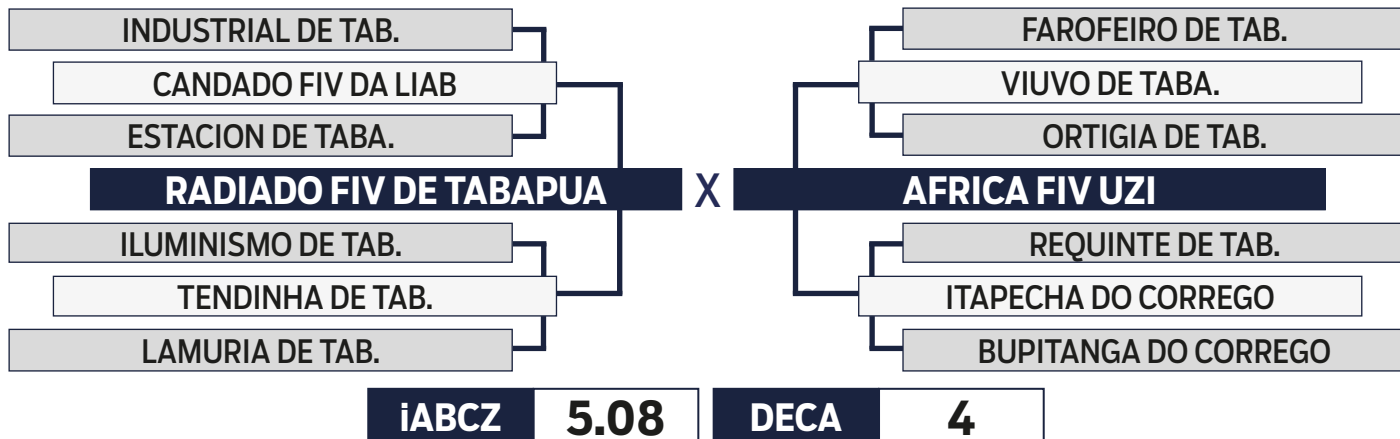 INDUSTRIAL DE TAB.
CANDADO FIV DA LIAB
ESTACION DE TABA.
RADIADO FIV DE TABAPUA
ILUMINISMO DE TAB.
TENDINHA DE TAB.
LAMURIA DE TAB.
X
FAROFEIRO DE TAB.
VIUVO DE TABA.
ORTIGIA DE TAB.
AFRICA FIV UZI
REQUINTE DE TAB.
ITAPECHA DO CORREGO
BUPITANGA DO CORREGO
iABCZ 5.08 DECA 4